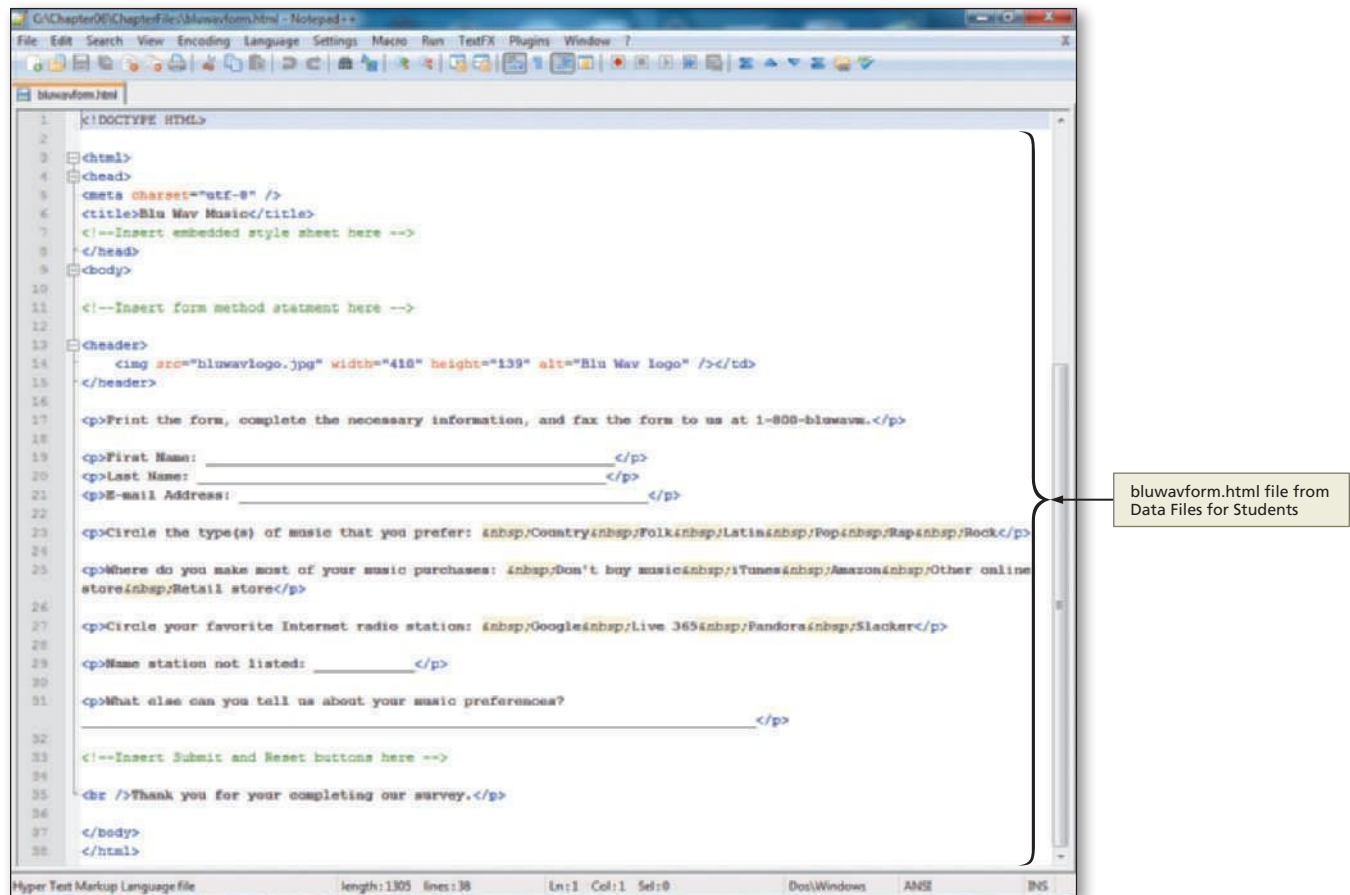 G:\Chapter06\ChapterFiles\bluwavform.html - Notepad++
File Edit Search View Encoding Language Settings Macro Run TextFX Plugins Window ? X
bluwavform.html
1 <!DOCTYPE HTML>
2
3 <html>
4 <head>
5 <meta charset="utf-8" />
6 <title>Blu Wav Music</title>
7 <!--Insert embedded style sheet here -->
8 </head>
9 <body>
10
11 <!--Insert form method statment here -->
12
13 <header>
14 <img src="bluwavlogo.jpg" width="410" height="139" alt="Blu Wav logo" /></td>
15 </header>
16
17 <p>Print the form, complete the necessary information, and fax the form to us at 1-800-bluwavm.</p>
18
19 <p>First Name: _________________________________________</p>
20 <p>Last Name: _________________________________________</p>
21 <p>E-mail Address: _________________________________________</p>
22
23 <p>Circle the type(s) of music that you prefer: &nbsp;Country&nbsp;Folk&nbsp;Latin&nbsp;Pop&nbsp;Rap&nbsp;Rock</p>
24
25 <p>Where do you make most of your music purchases: &nbsp;Don't buy music&nbsp;iTunes&nbsp;Amazon&nbsp;Other online
store&nbsp;Retail store</p>
26
27 <p>Circle your favorite Internet radio station: &nbsp;Google&nbsp;Live 365&nbsp;Pandora&nbsp;Slacker</p>
28
29 <p>Name station not listed: __________</p>
30
31 <p>What else can you tell us about your music preferences?
____________________________________________________________________</p>
32
33 <!--Insert Submit and Reset buttons here -->
34
35 <br />Thank you for your completing our survey.</p>
36
37 </body>
38 </html>
bluwavform.html file from
Data Files for Students
Hyper Text Markup Language file length : 1305 lines : 38 Ln : 1 Col : 1 Sel : 0 Dos\Windows ANSI INS